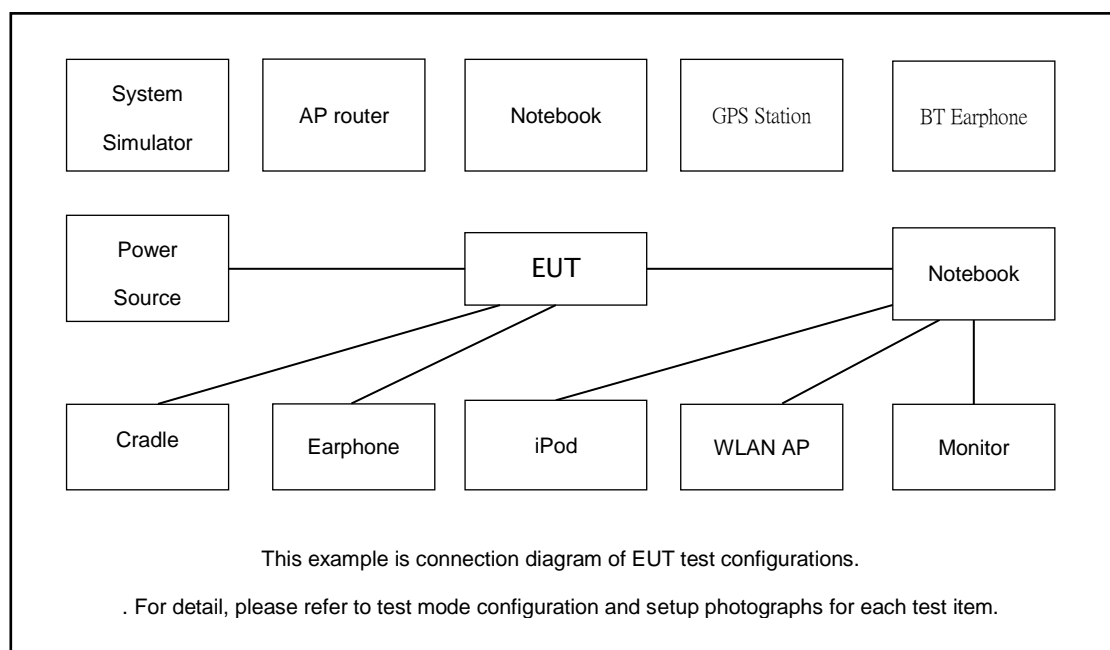 System
Simulator
AP router
Notebook
GPS Station
BT Earphone
Power
Source
EUT
Notebook
Cradle
Earphone
iPod
WLAN AP
Monitor
This example is connection diagram of EUT test configurations.
. For detail, please refer to test mode configuration and setup photographs for each test item.